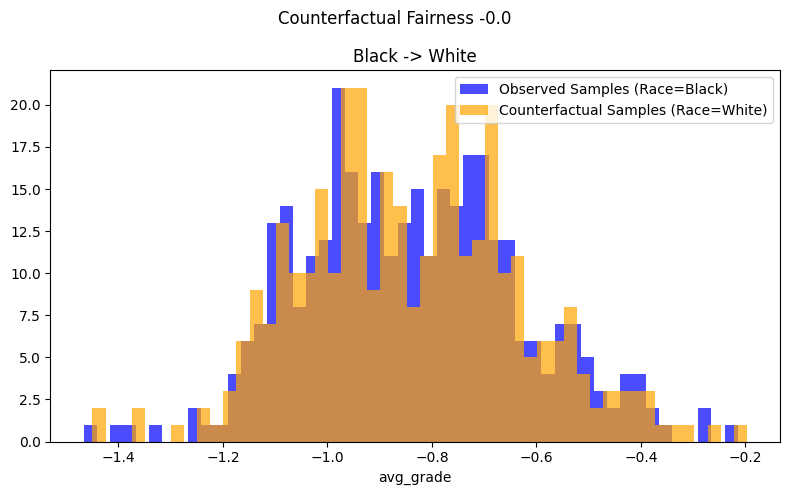 Counterfactual Fairness -0.0
Black -> White
Observed Samples (Race=Black)
Counterfactual Samples (Race=White)
20.0
17.5
15.0
12.5
10.0
7.5
5.0
2.5
0.0
−1.4 −1.2 −1.0 −0.8 −0.6 −0.4 −0.2
avg_grade